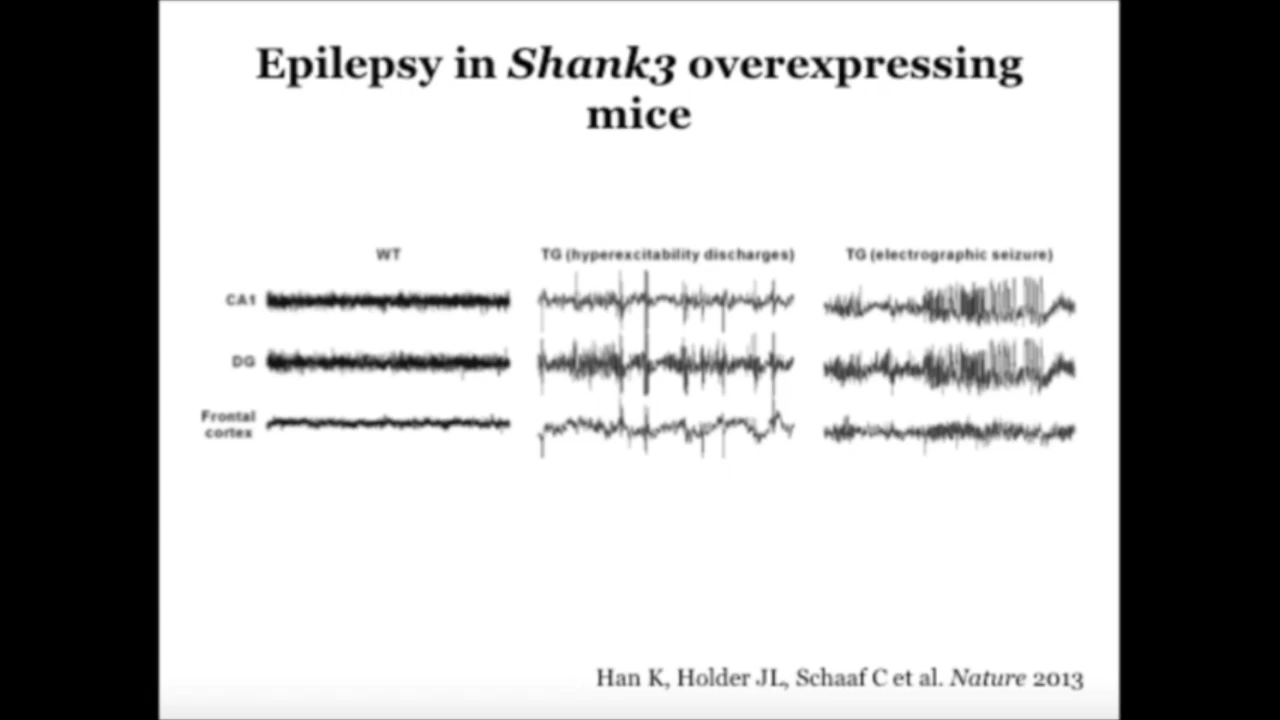 Epilepsy in Shank3 overexpressing
mice
WT
TG (hyperexcitability discharges)
TG (electrographic seizure)
CA1
DG
Frontal
cortex
Han K, Holder JL, Schaaf C et al. Nature 2013